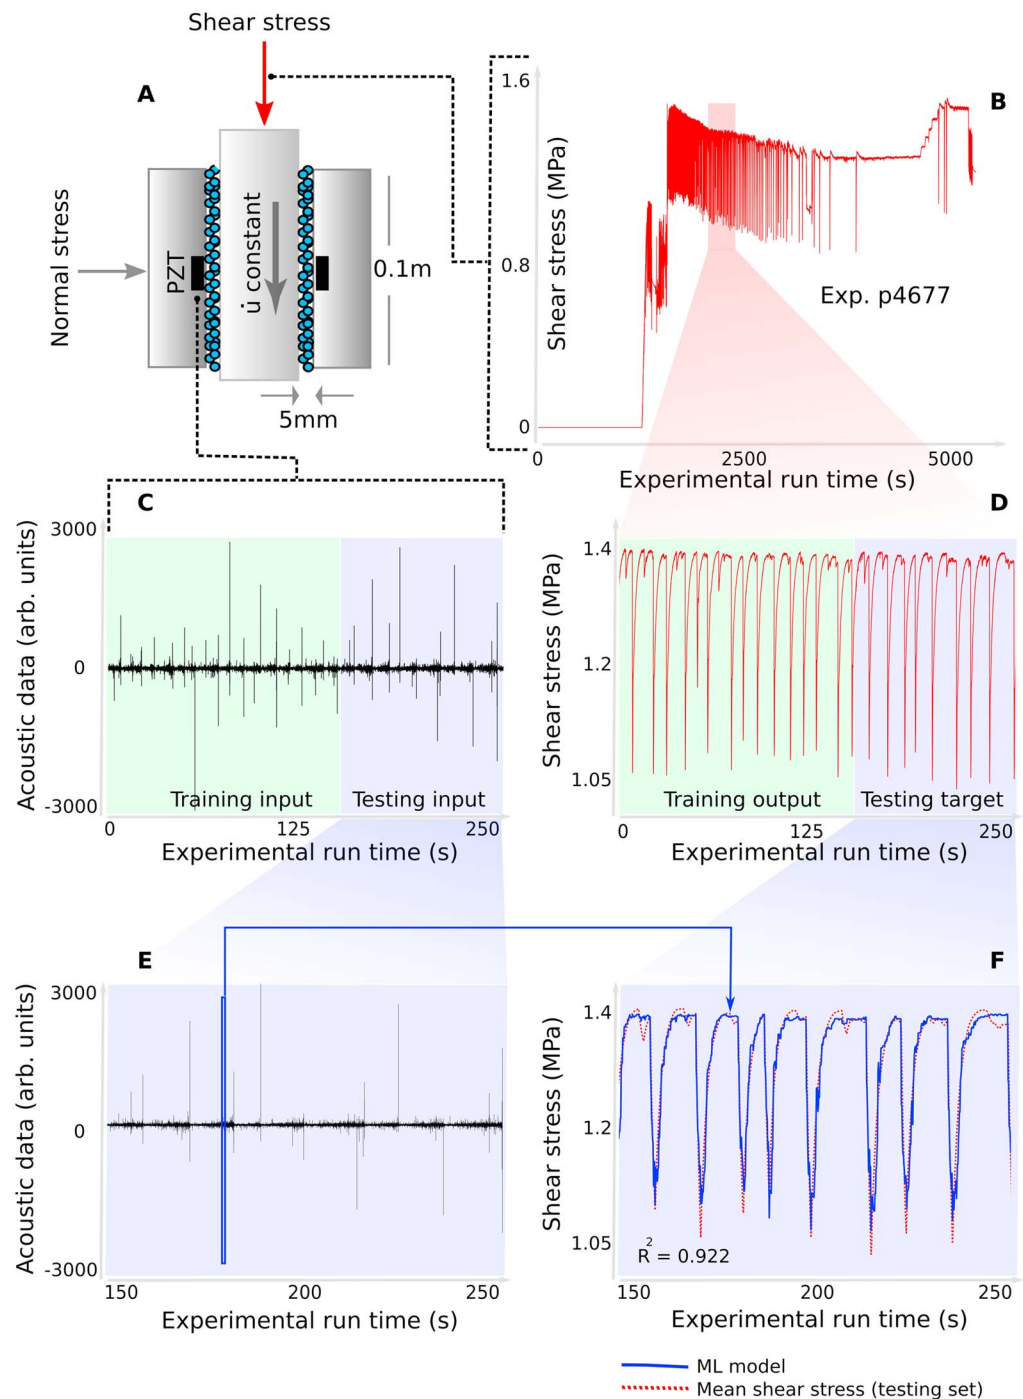 Shear stress
A
Normal stress
PZT
u̇ constant
0.1m
5mm
B
1.6
0.8
0
Shear stress (MPa)
Exp. p4677
0
2500
5000
Experimental run time (s)
C
3000
0
-3000
Acoustic data (arb. units)
Training input
Testing input
0
125
250
Experimental run time (s)
D
1.4
1.2
1.05
Shear stress (MPa)
Training output
Testing target
0
125
250
Experimental run time (s)
E
3000
0
-3000
Acoustic data (arb. units)
150
200
250
Experimental run time (s)
F
1.4
1.2
1.05
Shear stress (MPa)
R² = 0.922
150
200
250
Experimental run time (s)
ML model
Mean shear stress (testing set)